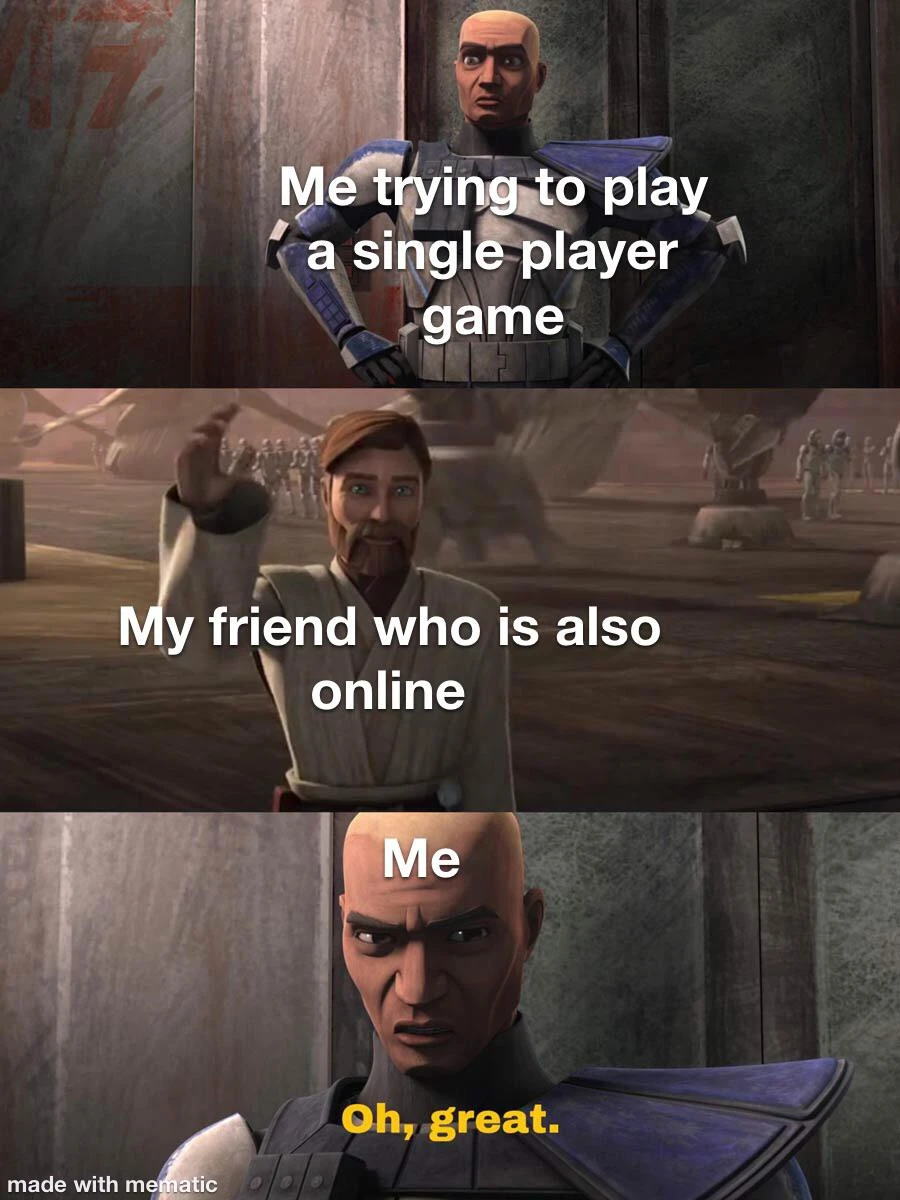 Me trying to play
a single player
game
My friend who is also
online
Me
Oh, great.
made with mematic